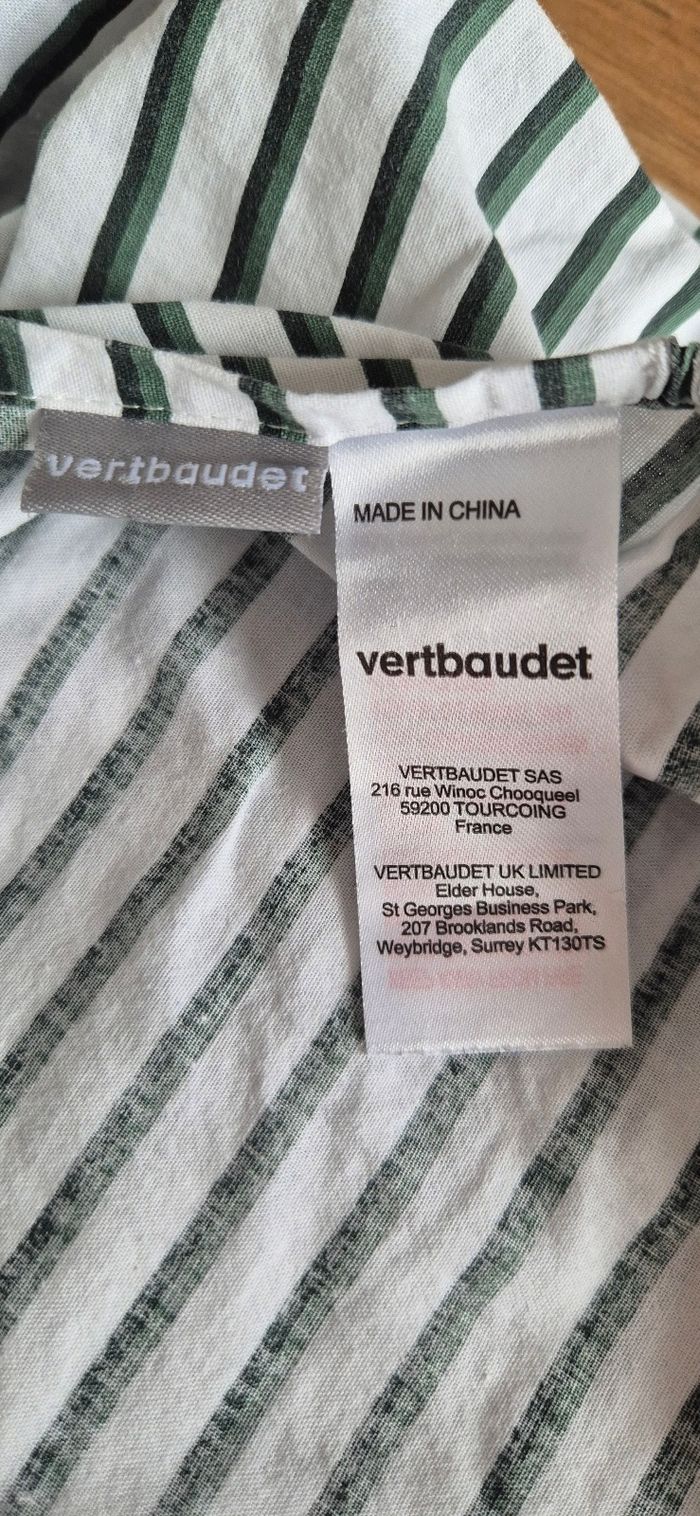 vertbaudet
MADE IN CHINA
vertbaudet
VERTBAUDET SAS
216 rue Winoc Chooqueel
59200 TOURCOING
France
VERTBAUDET UK LIMITED
Elder House,
St Georges Business Park,
207 Brooklands Road,
Weybridge, Surrey KT130TS